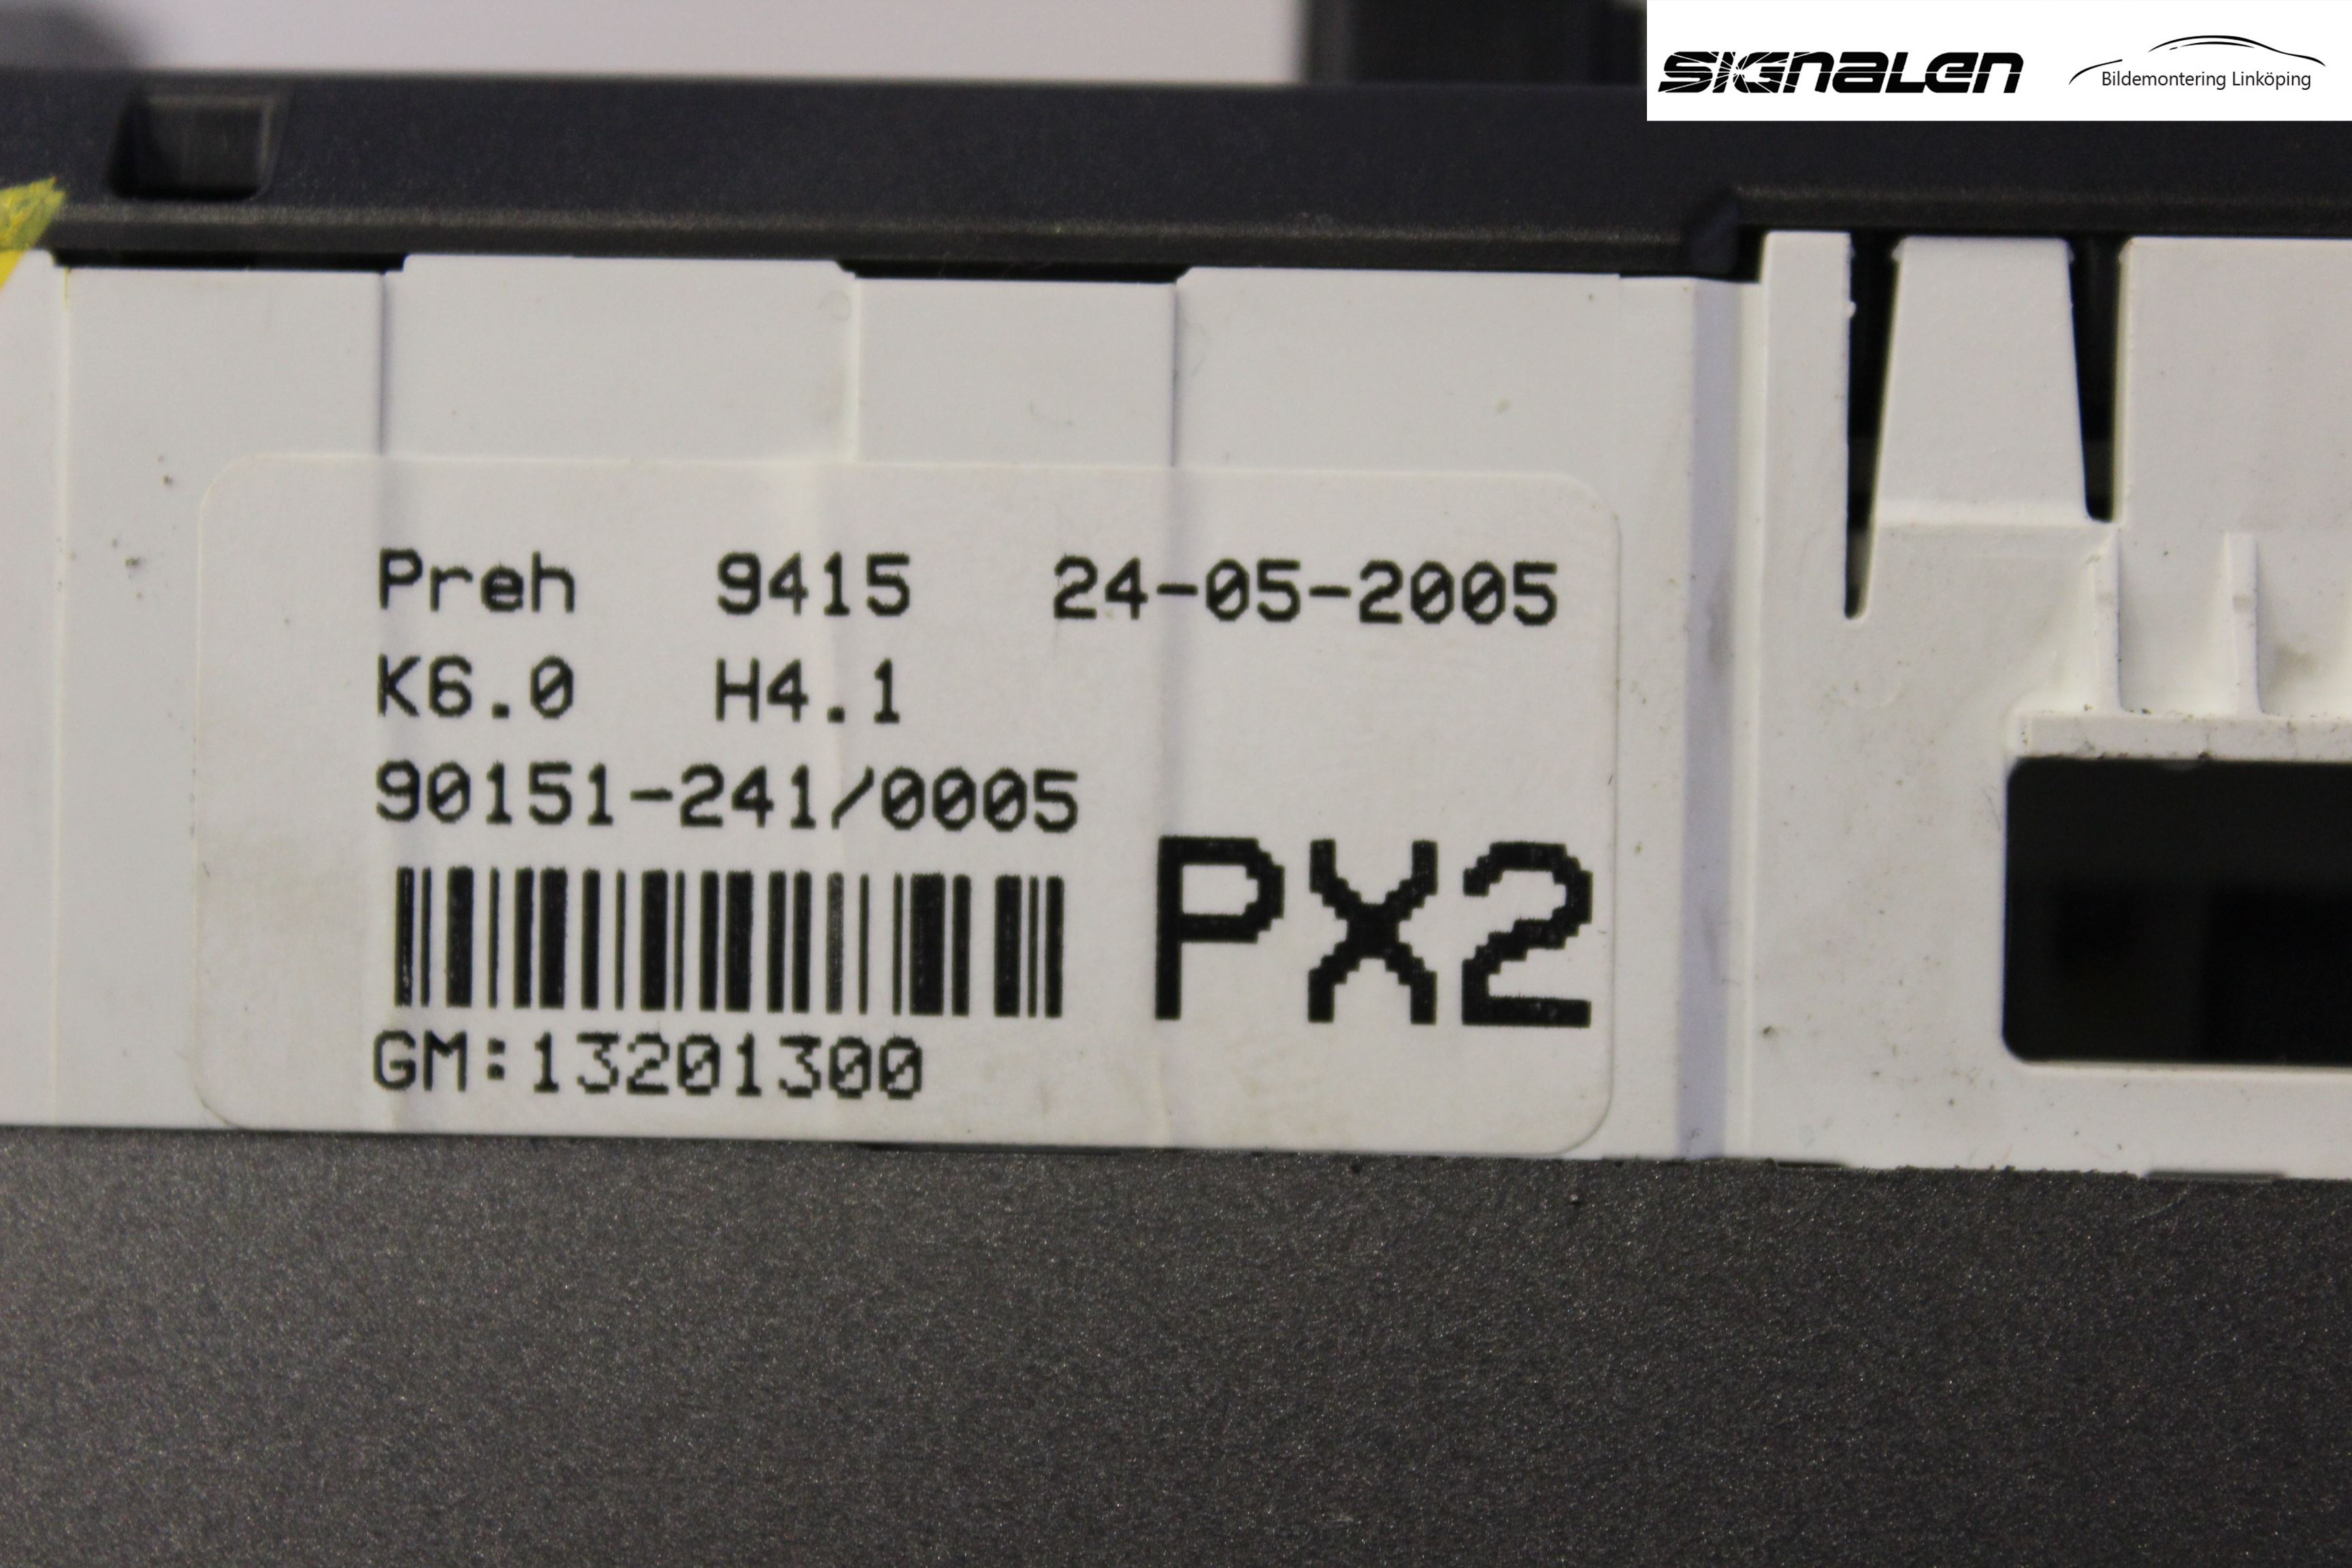 SIGNALEN Bildemontering Linköping
Preh 9415 24-05-2005
K6.0 H4.1
90151-241/0005
PX2
GM:13201300